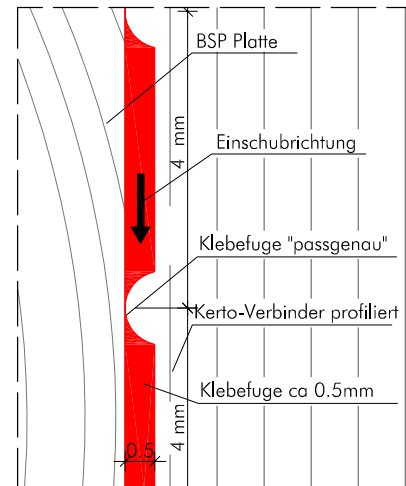 BSP Platte
4 mm
Einschubrichtung
Klebefuge "passgenau"
Kerto-Verbinder profiliert
Klebefuge ca 0.5mm
4 mm
0.5